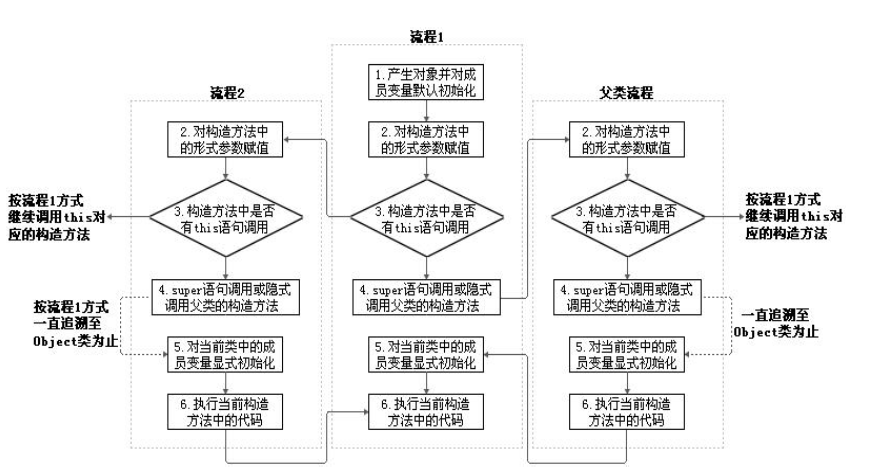 流程1
1.产生对象并对成
员变量默认初始化
2.对构造方法中
的形式参数赋值
3.构造方法中是否
有this语句调用
4.super语句调用或隐式
调用父类的构造方法
5.对当前类中的成
员变量显式初始化
6.执行当前构造
方法中的代码
流程2
2.对构造方法中
的形式参数赋值
3.构造方法中是否
有this语句调用
按流程1方式
继续调用this对
应的构造方法
4.super语句调用或隐式
调用父类的构造方法
按流程1方式
一直追溯至
Object类为止
5.对当前类中的成
员变量显式初始化
6.执行当前构造
方法中的代码
父类流程
2.对构造方法中
的形式参数赋值
3.构造方法中是否
有this语句调用
按流程1方式
继续调用this对
应的构造方法
4.super语句调用或隐式
调用父类的构造方法
一直追溯至
Object类为止
5.对当前类中的成
员变量显式初始化
6.执行当前构造
方法中的代码